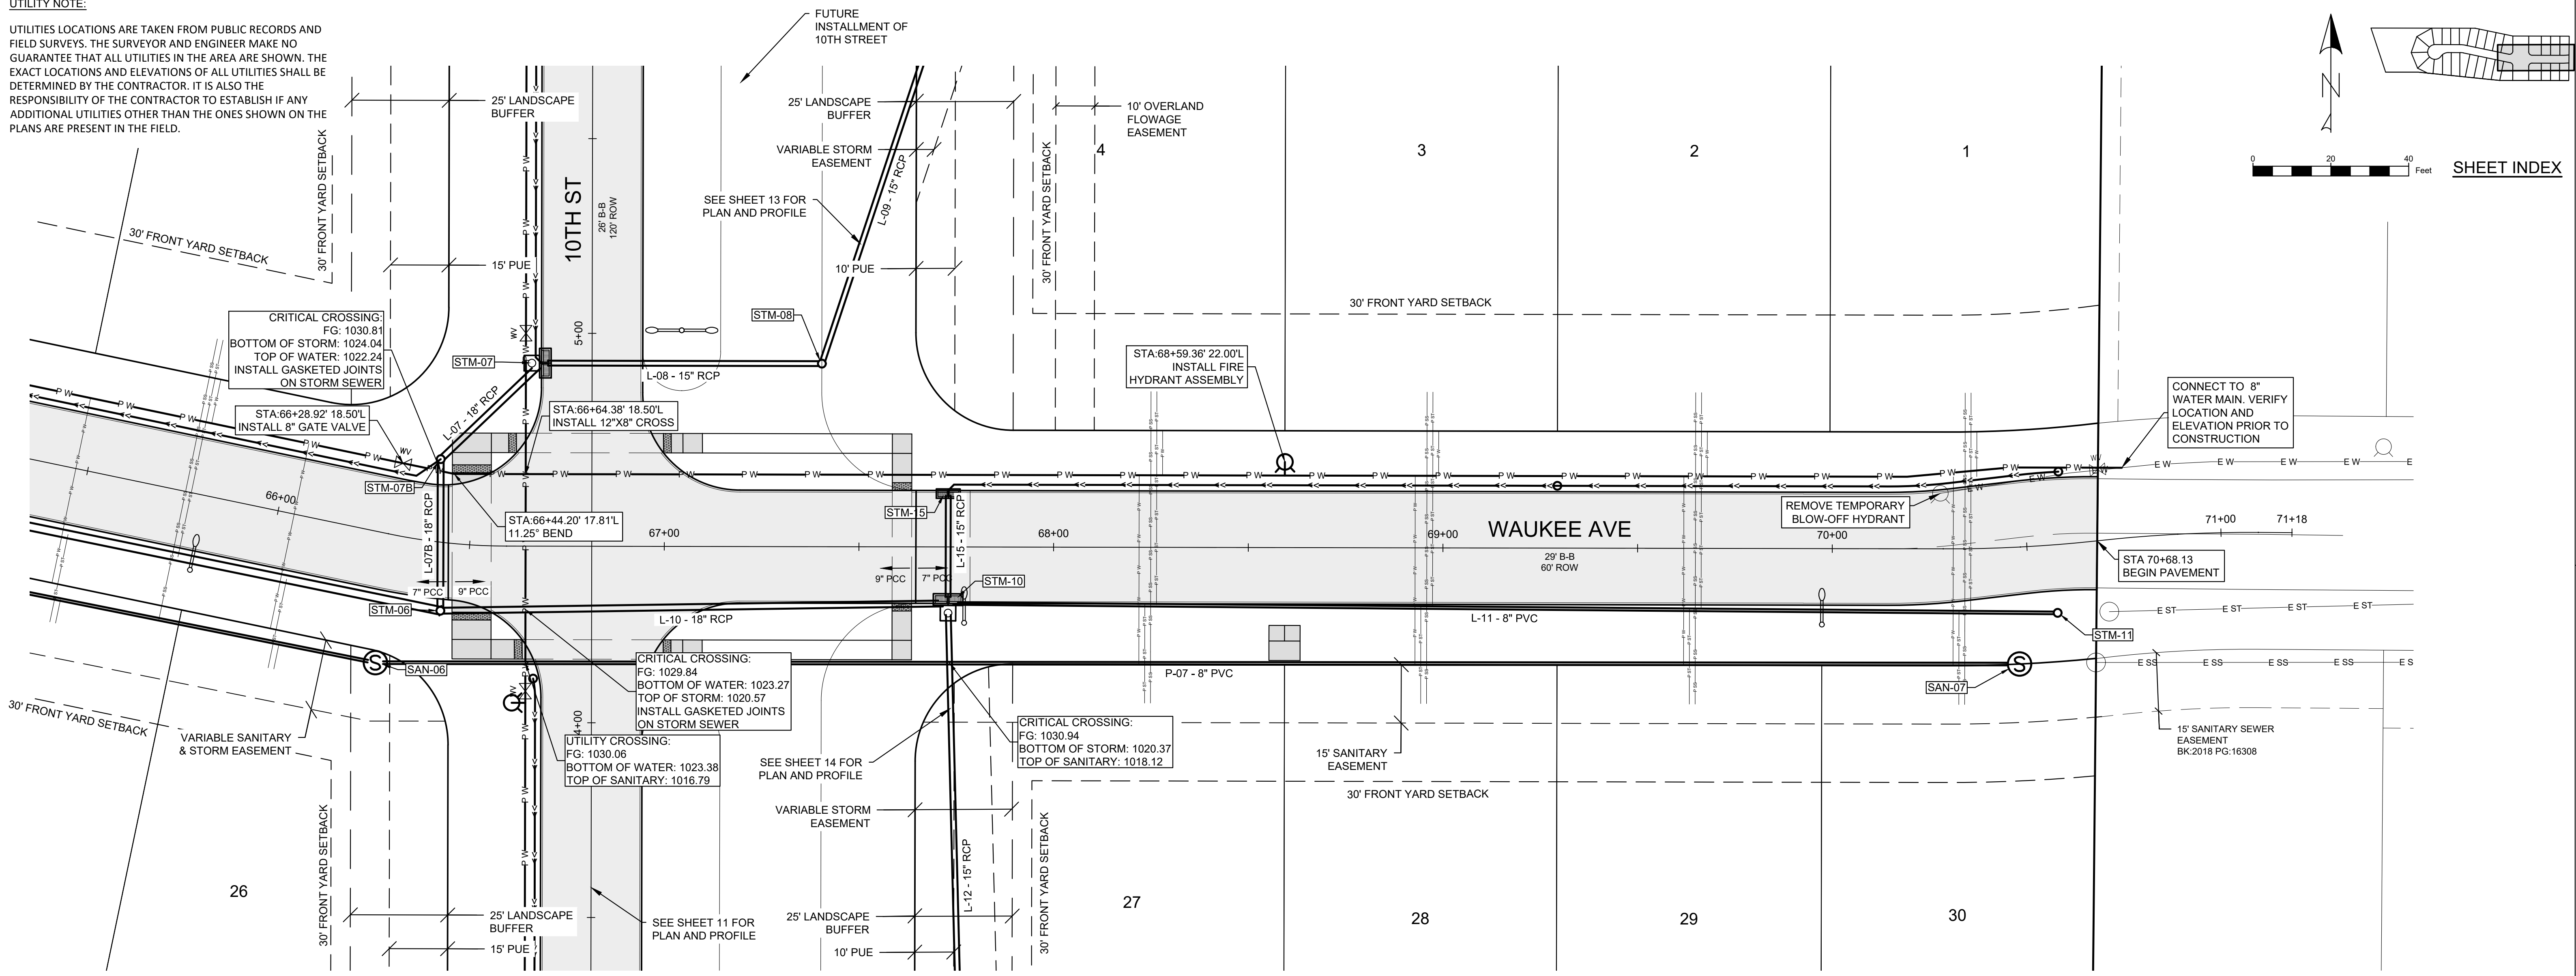 UTILITY NOTE:
UTILITIES LOCATIONS ARE TAKEN FROM PUBLIC RECORDS AND
FIELD SURVEYS. THE SURVEYOR AND ENGINEER MAKE NO
GUARANTEE THAT ALL UTILITIES IN THE AREA ARE SHOWN. THE
EXACT LOCATIONS AND ELEVATIONS OF ALL UTILITIES SHALL BE
DETERMINED BY THE CONTRACTOR. IT IS ALSO THE
RESPONSIBILITY OF THE CONTRACTOR TO ESTABLISH IF ANY
ADDITIONAL UTILITIES OTHER THAN THE ONES SHOWN ON THE
PLANS ARE PRESENT IN THE FIELD.
FUTURE
INSTALLMENT OF
10TH STREET
25' LANDSCAPE
BUFFER
25' LANDSCAPE
BUFFER
10' OVERLAND
FLOWAGE
EASEMENT
VARIABLE STORM
EASEMENT
4
3
2
1
N
0
20
40
Feet
SHEET INDEX
30' FRONT YARD SETBACK
30' FRONT YARD SETBACK
10TH ST
26' B-B
120' ROW
SEE SHEET 13 FOR
PLAN AND PROFILE
L-09 - 15" RCP
30' FRONT YARD SETBACK
15' PUE
10' PUE
30' FRONT YARD SETBACK
CRITICAL CROSSING:
FG: 1030.81
BOTTOM OF STORM: 1024.04
TOP OF WATER: 1022.24
INSTALL GASKETED JOINTS
ON STORM SEWER
WV
5+00
STM-08
STM-07
L-08 - 15" RCP
L-07 - 18" RCP
STA:68+59.36' 22.00'L
INSTALL FIRE
HYDRANT ASSEMBLY
CONNECT TO 8"
WATER MAIN. VERIFY
LOCATION AND
ELEVATION PRIOR TO
CONSTRUCTION
STA:66+28.92' 18.50'L
INSTALL 8" GATE VALVE
STA:66+64.38' 18.50'L
INSTALL 12"X8" CROSS
WV
WV
P W
P W
P W
E W
E W
E W
E W
STM-07B
66+00
STA:66+44.20' 17.81'L
11.25° BEND
L-07B - 18" RCP
STM-15
L-15 - 15" RCP
REMOVE TEMPORARY
BLOW-OFF HYDRANT
67+00
68+00
69+00
70+00
71+00
71+18
WAUKEE AVE
29' B-B
60' ROW
STA 70+68.13
BEGIN PAVEMENT
7" PCC
9" PCC
9" PCC
7" PCC
STM-10
STM-06
L-10 - 18" RCP
L-11 - 8" PVC
STM-11
E ST
E ST
E ST
E ST
SAN-06
P-07 - 8" PVC
SAN-07
E SS
E SS
E SS
E SS
E S
CRITICAL CROSSING:
FG: 1029.84
BOTTOM OF WATER: 1023.27
TOP OF STORM: 1020.57
INSTALL GASKETED JOINTS
ON STORM SEWER
WV
4+00
30' FRONT YARD SETBACK
VARIABLE SANITARY
& STORM EASEMENT
UTILITY CROSSING:
FG: 1030.06
BOTTOM OF WATER: 1023.38
TOP OF SANITARY: 1016.79
CRITICAL CROSSING:
FG: 1030.94
BOTTOM OF STORM: 1020.37
TOP OF SANITARY: 1018.12
SEE SHEET 14 FOR
PLAN AND PROFILE
15' SANITARY
EASEMENT
15' SANITARY SEWER
EASEMENT
BK:2018 PG:16308
30' FRONT YARD SETBACK
VARIABLE STORM
EASEMENT
L-12 - 15" RCP
30' FRONT YARD SETBACK
30' FRONT YARD SETBACK
26
27
28
29
30
25' LANDSCAPE
BUFFER
15' PUE
SEE SHEET 11 FOR
PLAN AND PROFILE
25' LANDSCAPE
BUFFER
10' PUE